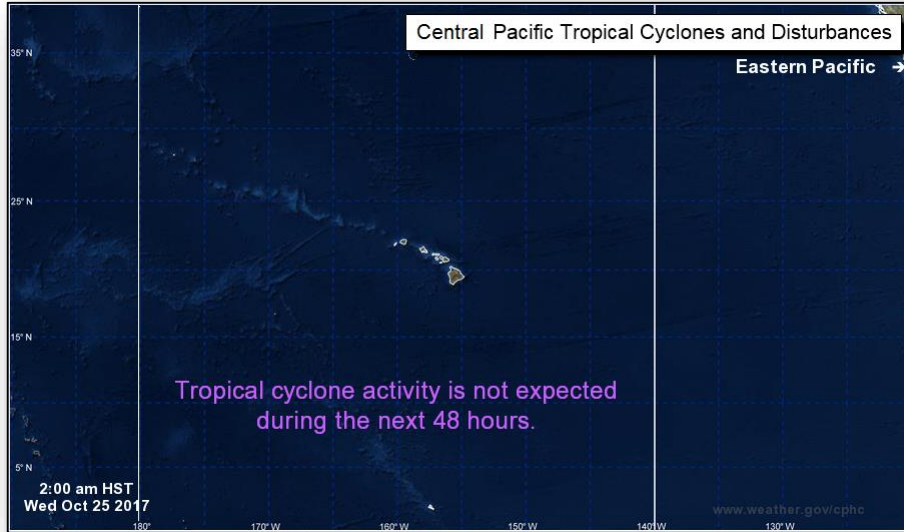 Central Pacific Tropical Cyclones and Disturbances
35° N
Eastern Pacific →
25° N
15° N
Tropical cyclone activity is not expected
during the next 48 hours.
5° N
2:00 am HST
Wed Oct 25 2017
www.weather.gov/cphc
180°
170°W
160°W
150°W
140°W
130°W